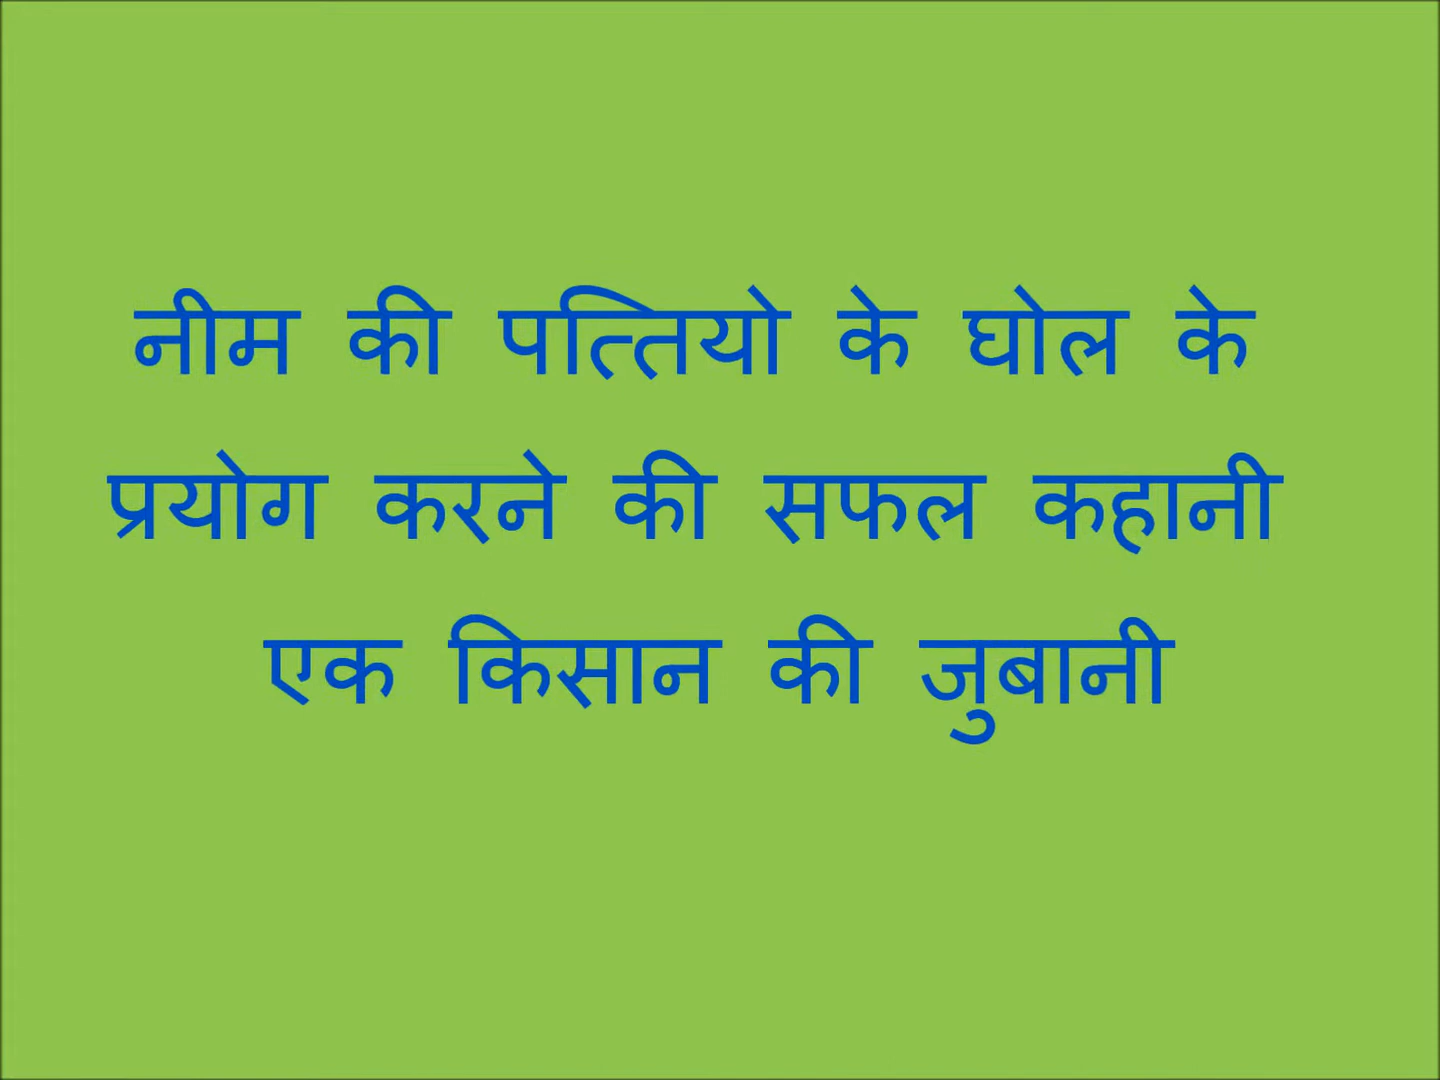 नीम की पत्तियो के घोल के
प्रयोग करने की सफल कहानी
एक किसान की जुबानी